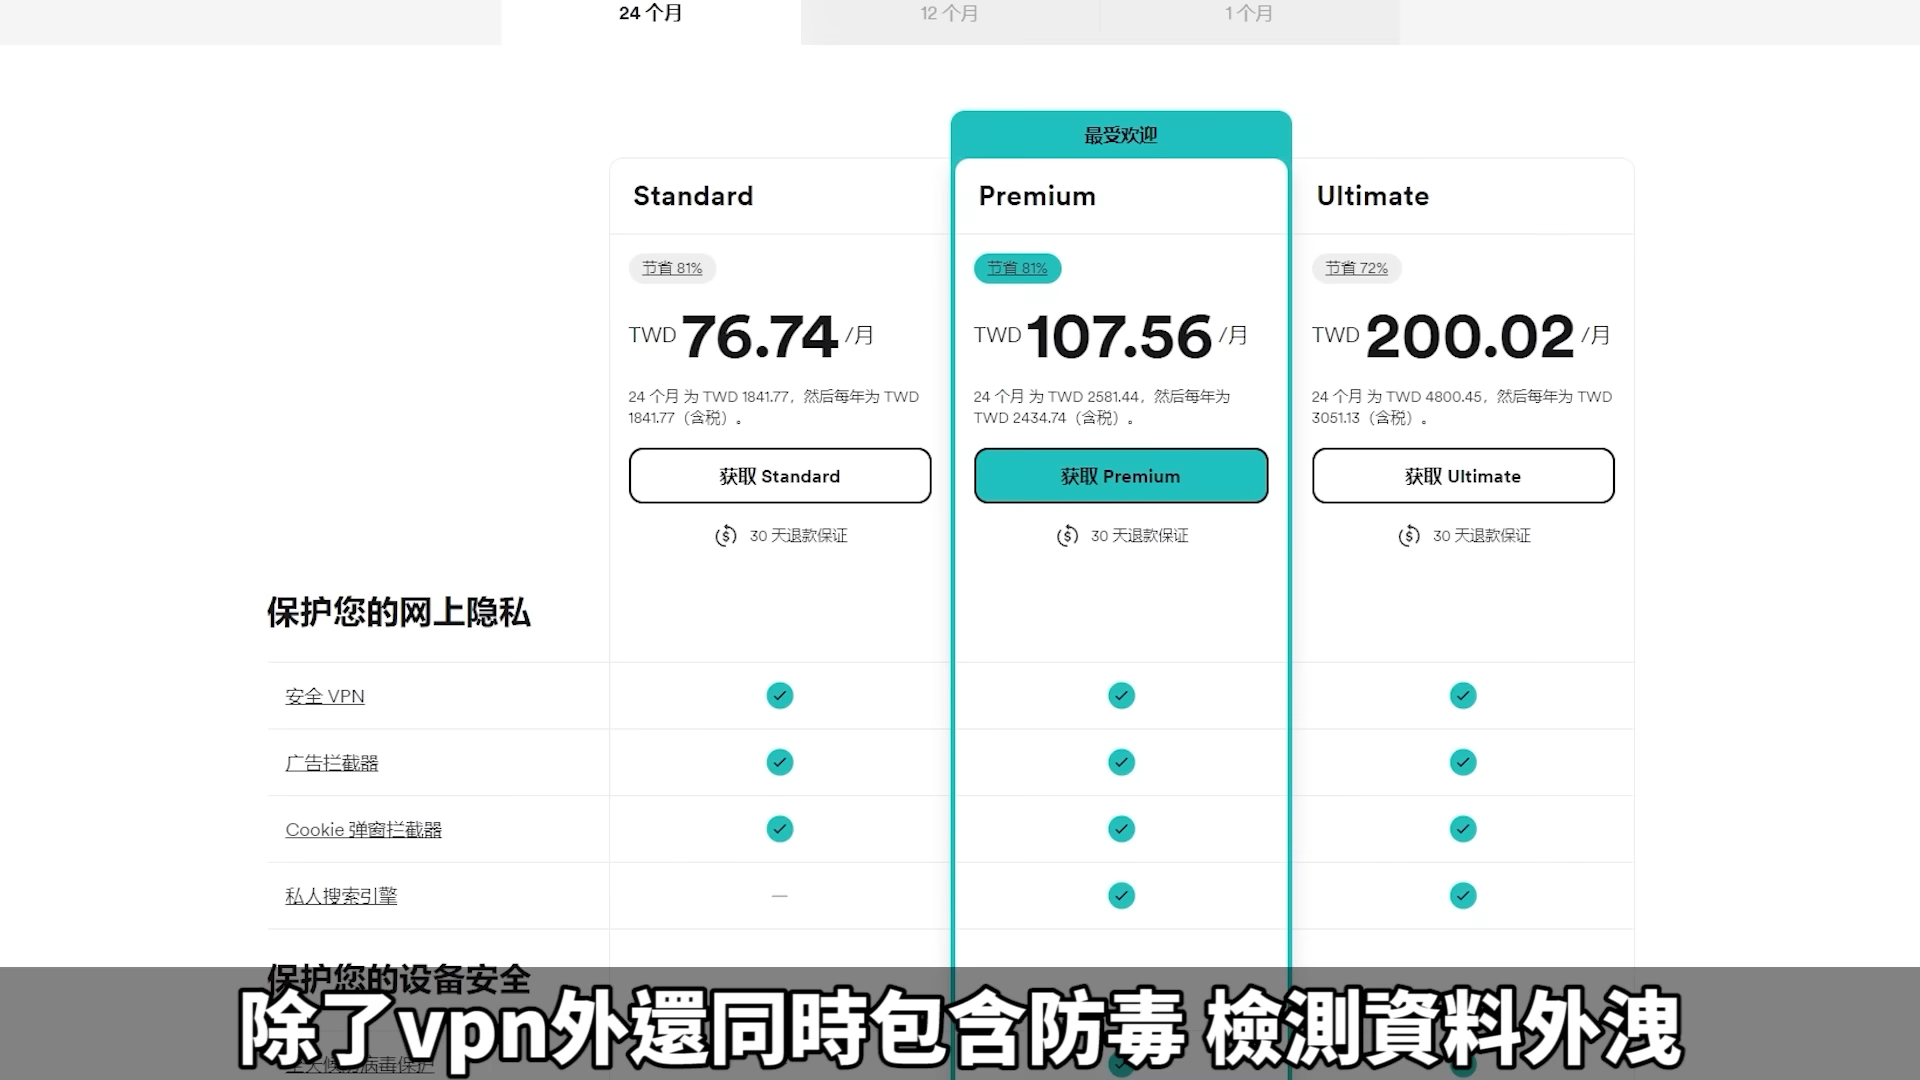 24 个月
12 个月
1 个月
最受欢迎
Standard
Premium
Ultimate
节省 81%
节省 81%
节省 72%
TWD 76.74 /月
TWD 107.56 /月
TWD 200.02 /月
24 个月 为 TWD 1841.77，然后每年为 TWD
1841.77（含税）。
24 个月 为 TWD 2581.44，然后每年为
TWD 2434.74（含税）。
24 个月 为 TWD 4800.45，然后每年为 TWD
3051.13（含税）。
获取 Standard
获取 Premium
获取 Ultimate
30 天退款保证
30 天退款保证
30 天退款保证
保护您的网上隐私
安全 VPN
广告拦截器
Cookie 弹窗拦截器
私人搜索引擎
保护您的设备安全
除了vpn外還同時包含防毒 檢測資料外洩